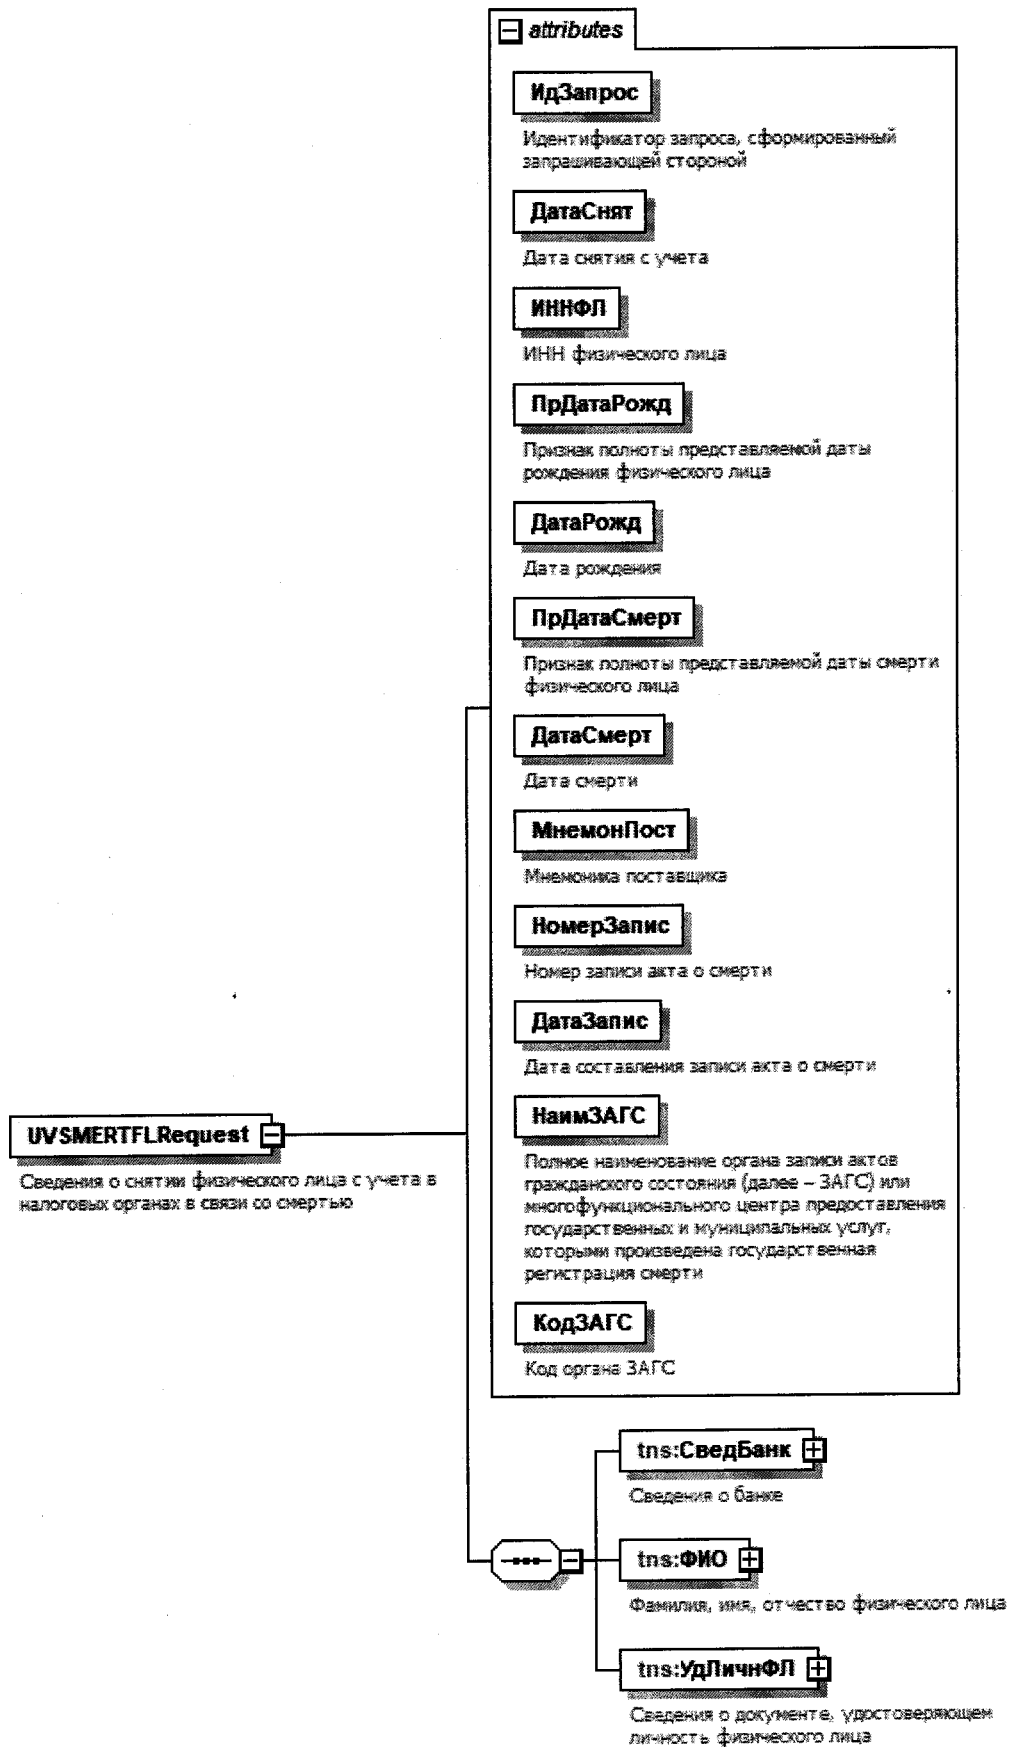 attributes
ИдЗапрос
Идентификатор запроса, сформированный
запрашивающей стороной
ДатаСнят
Дата снятия с учета
ИННФЛ
ИНН физического лица
ПрДатаРожд
Признак полноты представляемой даты
рождения физического лица
ДатаРожд
Дата рождения
ПрДатаСмерт
Признак полноты представляемой даты смерти
физического лица
ДатаСмерт
Дата смерти
МнемонПост
Мнемоника поставщика
НомерЗапис
Номер записи акта о смерти
ДатаЗапис
Дата составления записи акта о смерти
НаимЗАГС
Полное наименование органа записи актов
гражданского состояния (далее – ЗАГС) или
многофункционального центра предоставления
государственных и муниципальных услуг,
которыми произведена государственная
регистрация смерти
КодЗАГС
Код органа ЗАГС
UVSMERTFLRequest
Сведения о снятии физического лица с учета в
налоговых органах в связи со смертью
tns:СведБанк
Сведения о банке
tns:ФИО
Фамилия, имя, отчество физического лица
tns:УдЛичнФЛ
Сведения о документе, удостоверяющем
личность физического лица